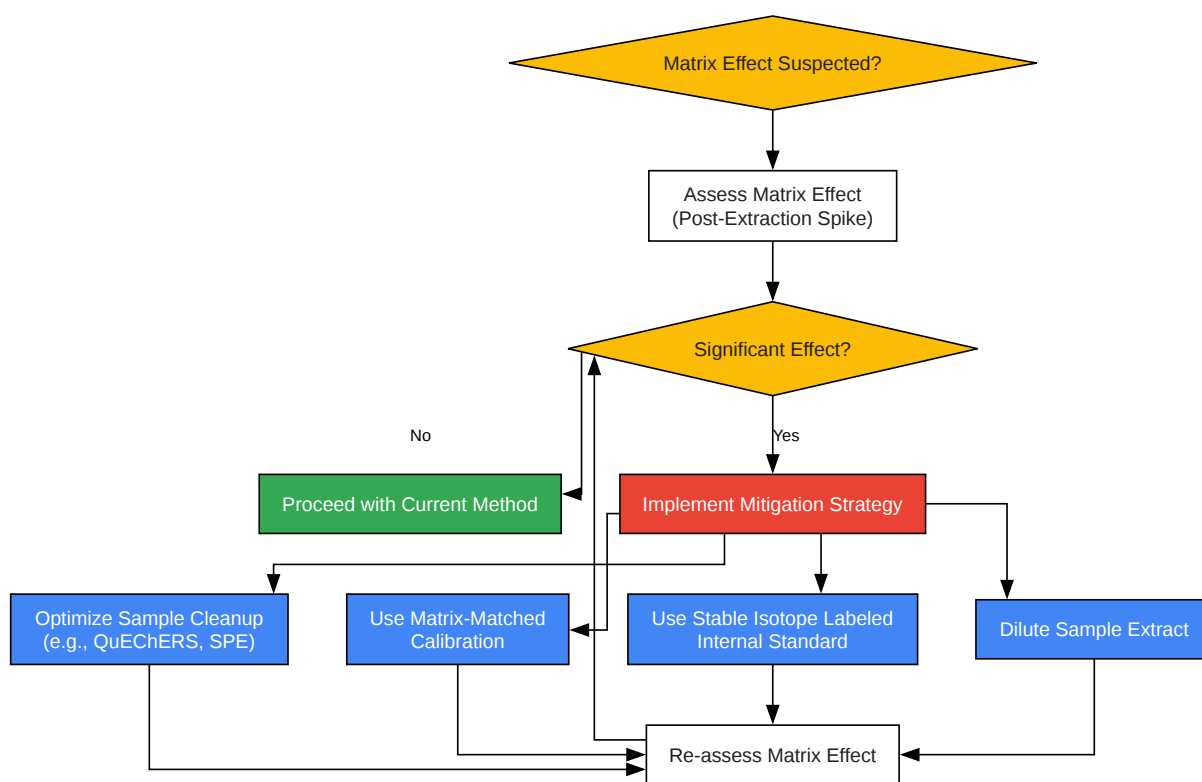 Matrix Effect Suspected?
Assess Matrix Effect
(Post-Extraction Spike)
Significant Effect?
No
Yes
Proceed with Current Method
Implement Mitigation Strategy
Optimize Sample Cleanup
(e.g., QuEChERS, SPE)
Use Matrix-Matched
Calibration
Use Stable Isotope Labeled
Internal Standard
Dilute Sample Extract
Re-assess Matrix Effect